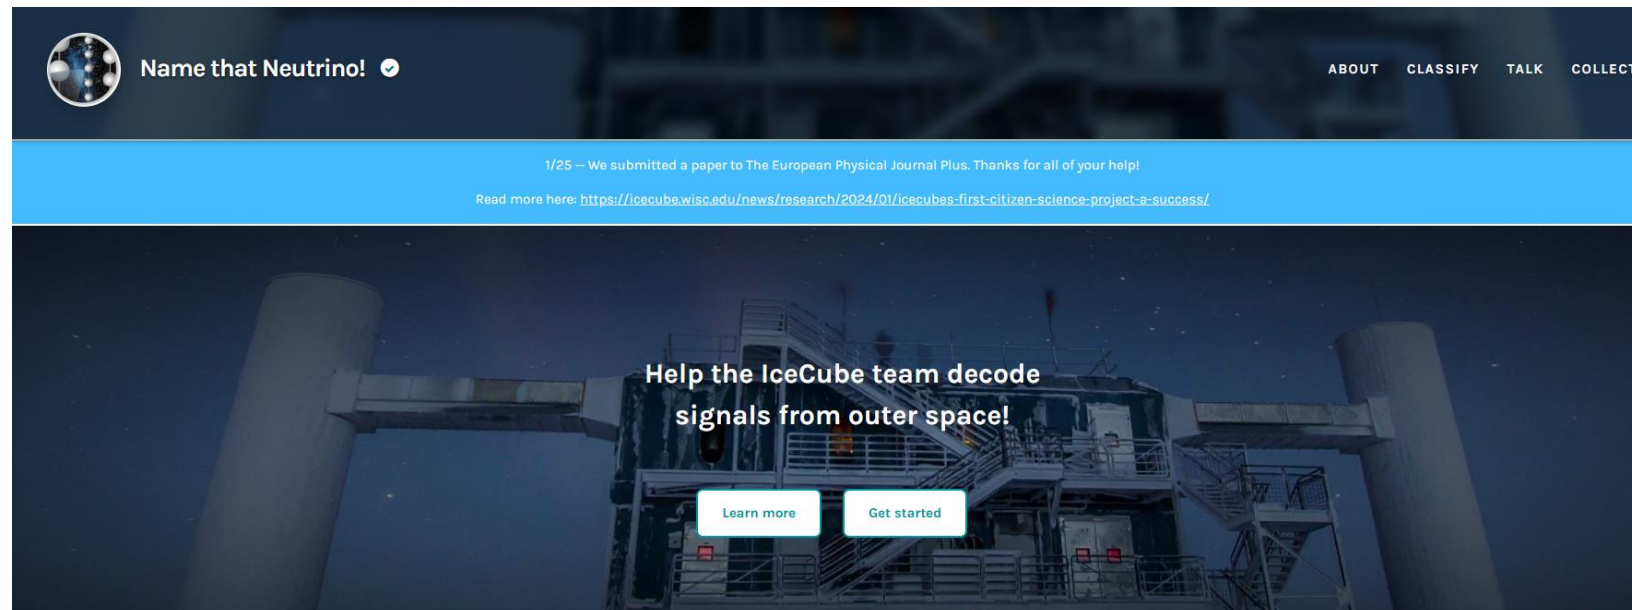 Name that Neutrino!
ABOUT CLASSIFY TALK COLLECT
1/25 — We submitted a paper to The European Physical Journal Plus. Thanks for all of your help!
Read more here: https://icecube.wisc.edu/news/research/2024/01/icecubes-first-citizen-science-project-a-success/
Help the IceCube team decode
signals from outer space!
Learn more
Get started